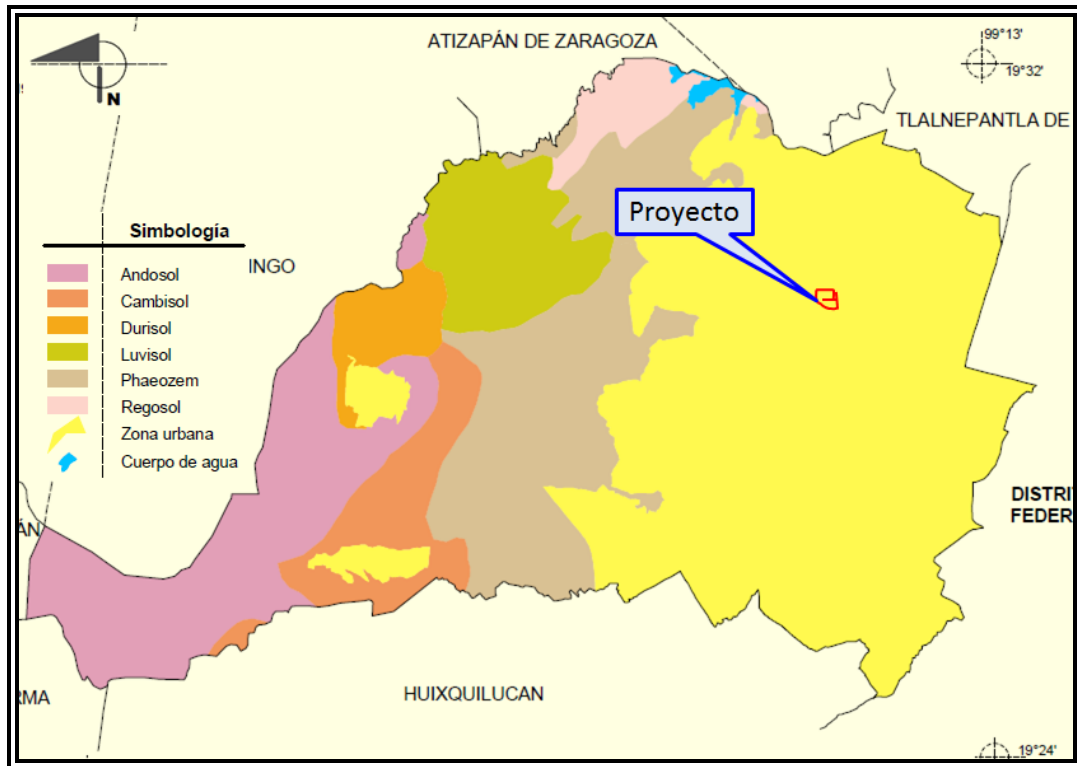 ATIZAPÁN DE ZARAGOZA
99°13'
19°32'
N
TLALNEPANTLA DE
Proyecto
Simbología
INGO
Andosol
Cambisol
Durisol
Luvisol
Phaeozem
Regosol
Zona urbana
Cuerpo de agua
DISTRI
FEDER
ÁN
RMA
HUIXQUILUCAN
19°24'